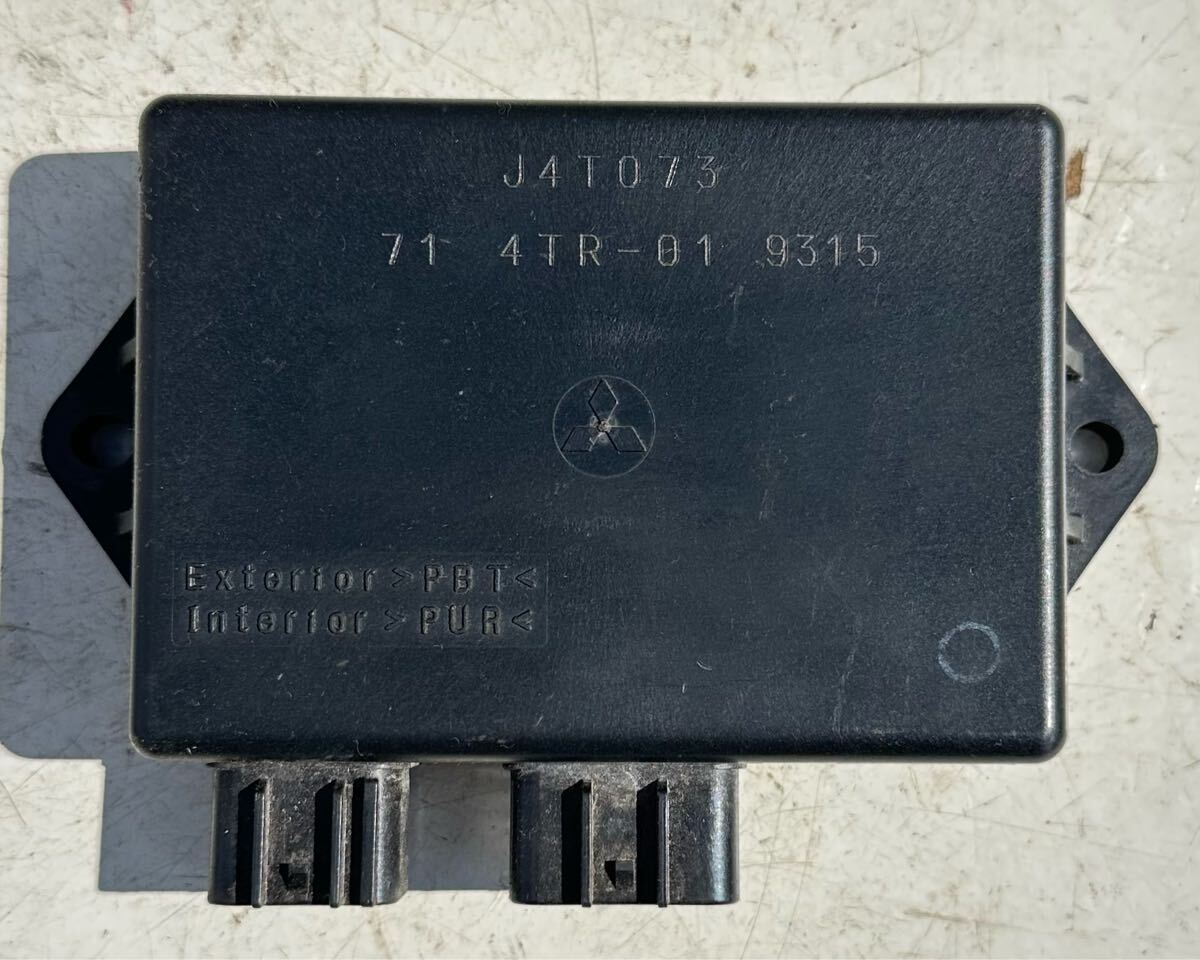 J4T073
71 4TR-01 9315
Exterior>PBT<
Interior>PUR<